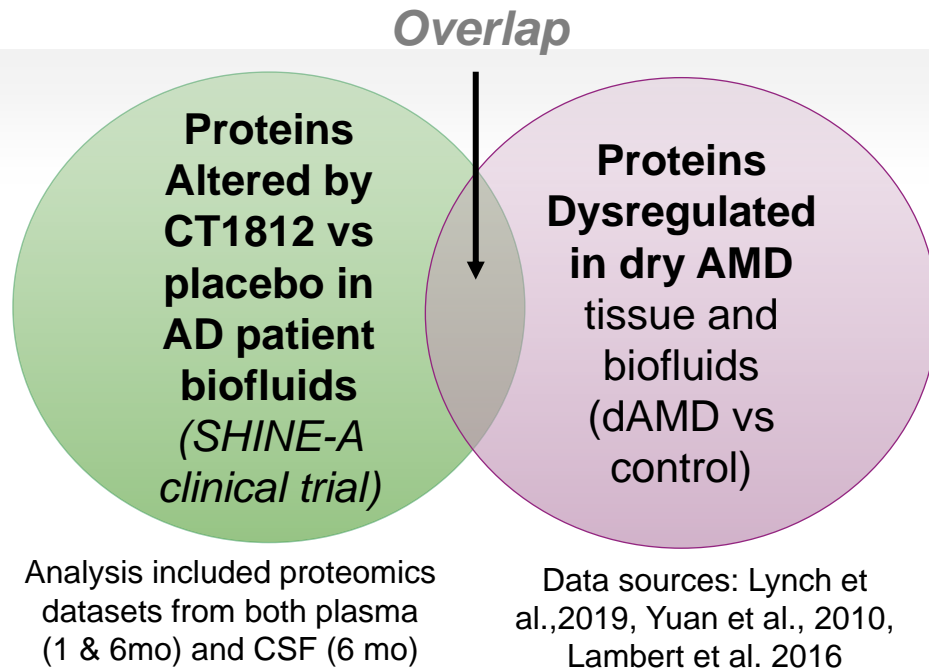 Overlap
Proteins
Altered by
CT1812 vs
placebo in
AD patient
biofluids
(SHINE-A
clinical trial)
Proteins
Dysregulated
in dry AMD
tissue and
biofluids
(dAMD vs
control)
Analysis included proteomics
datasets from both plasma
(1 & 6mo) and CSF (6 mo)
Data sources: Lynch et
al.,2019, Yuan et al., 2010,
Lambert et al. 2016